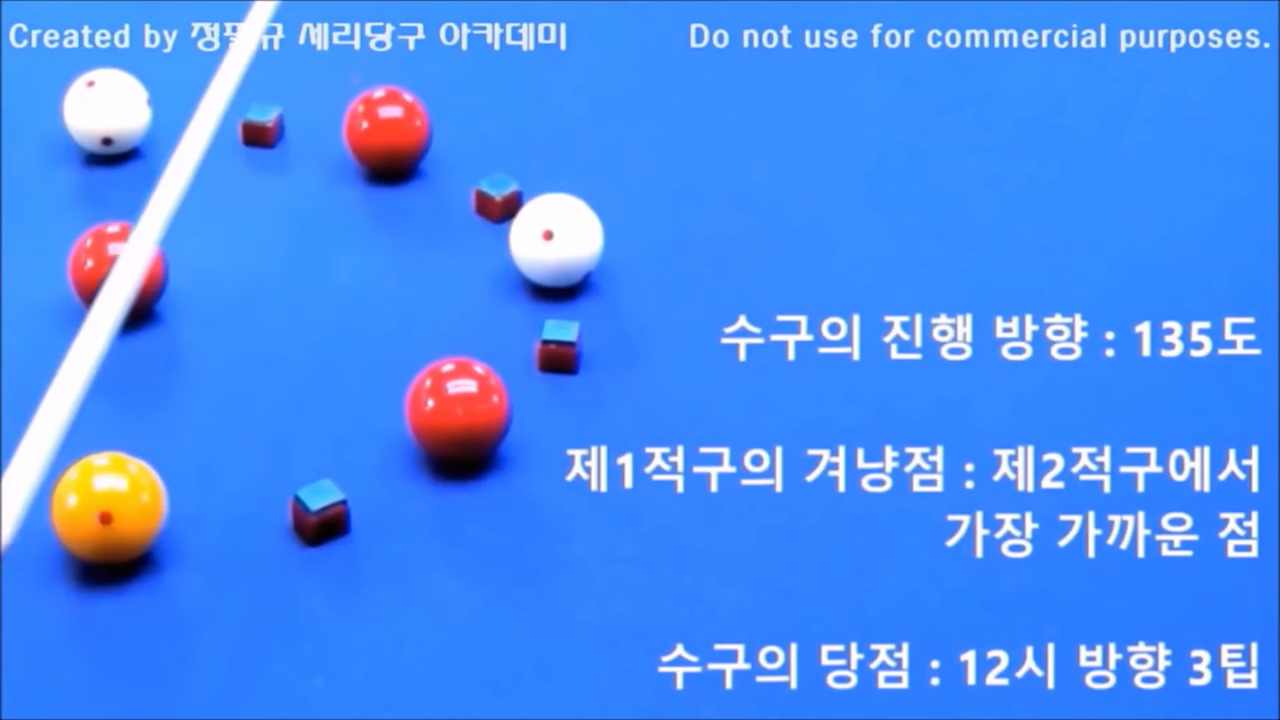 Created by 정필규 세리당구 아카데미
Do not use for commercial purposes.
수구의 진행 방향 : 135도
제1적구의 겨냥점 : 제2적구에서
가장 가까운 점
수구의 당점 : 12시 방향 3팁